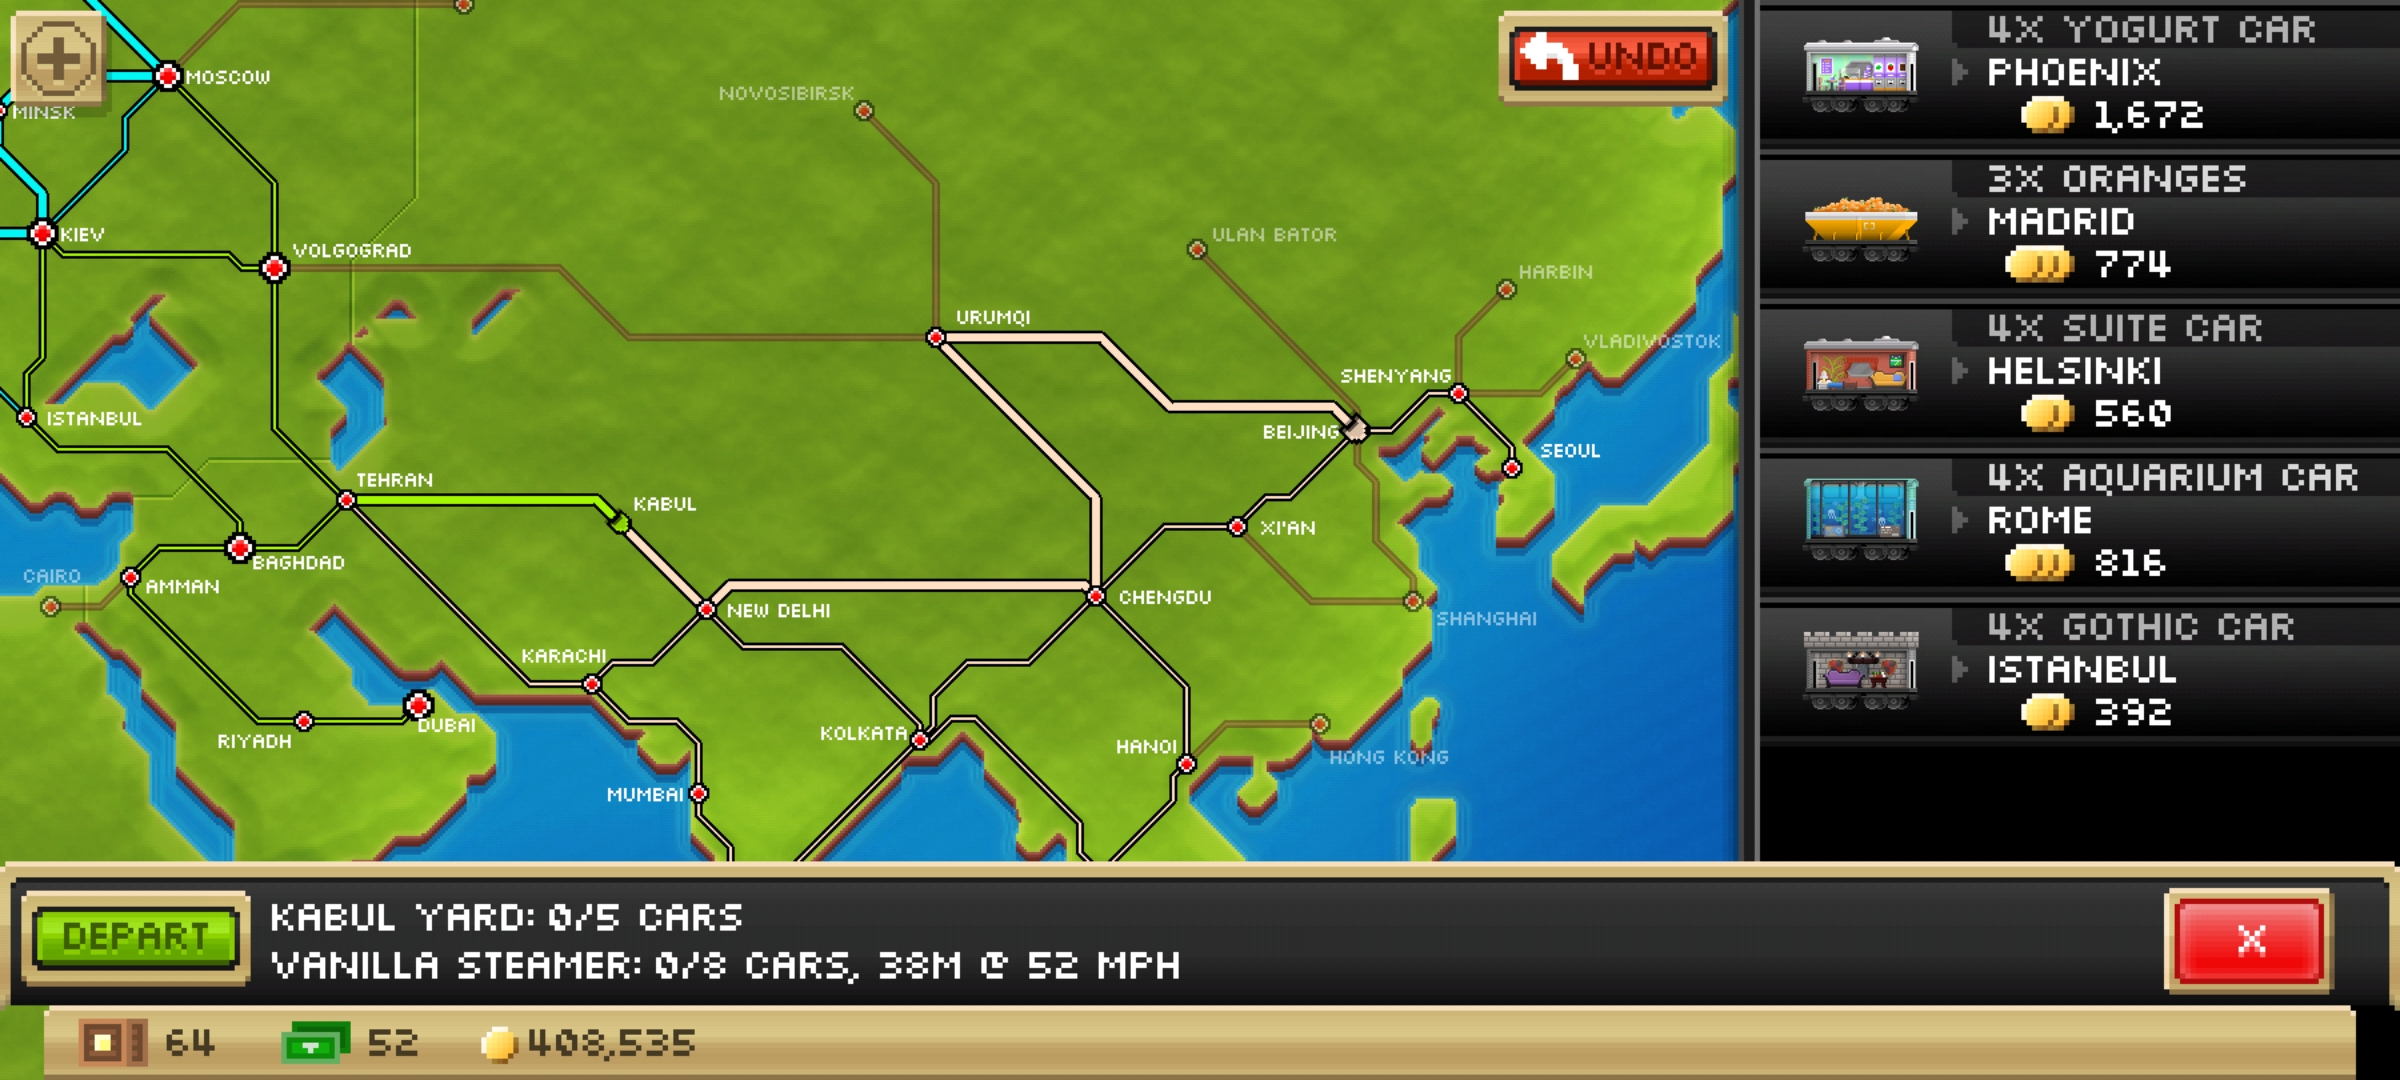 MOSCOW
MINSK
NOVOSIBIRSK
UNDO
KIEV
VOLGOGRAD
ULAN BATOR
HARBIN
URUMQI
VLADIVOSTOK
SHENYANG
ISTANBUL
BEIJING
SEOUL
TEHRAN
KABUL
XI'AN
BAGHDAD
CAIRO
AMMAN
NEW DELHI
CHENGDU
SHANGHAI
KARACHI
DUBAI
RIYADH
KOLKATA
HANOI
HONG KONG
MUMBAI
4X YOGURT CAR
PHOENIX
1,672
3X ORANGES
MADRID
774
4X SUITE CAR
HELSINKI
560
4X AQUARIUM CAR
ROME
816
4X GOTHIC CAR
ISTANBUL
392
DEPART
KABUL YARD: 0/5 CARS
VANILLA STEAMER: 0/8 CARS, 38M @ 52 MPH
X
64
52
408,535